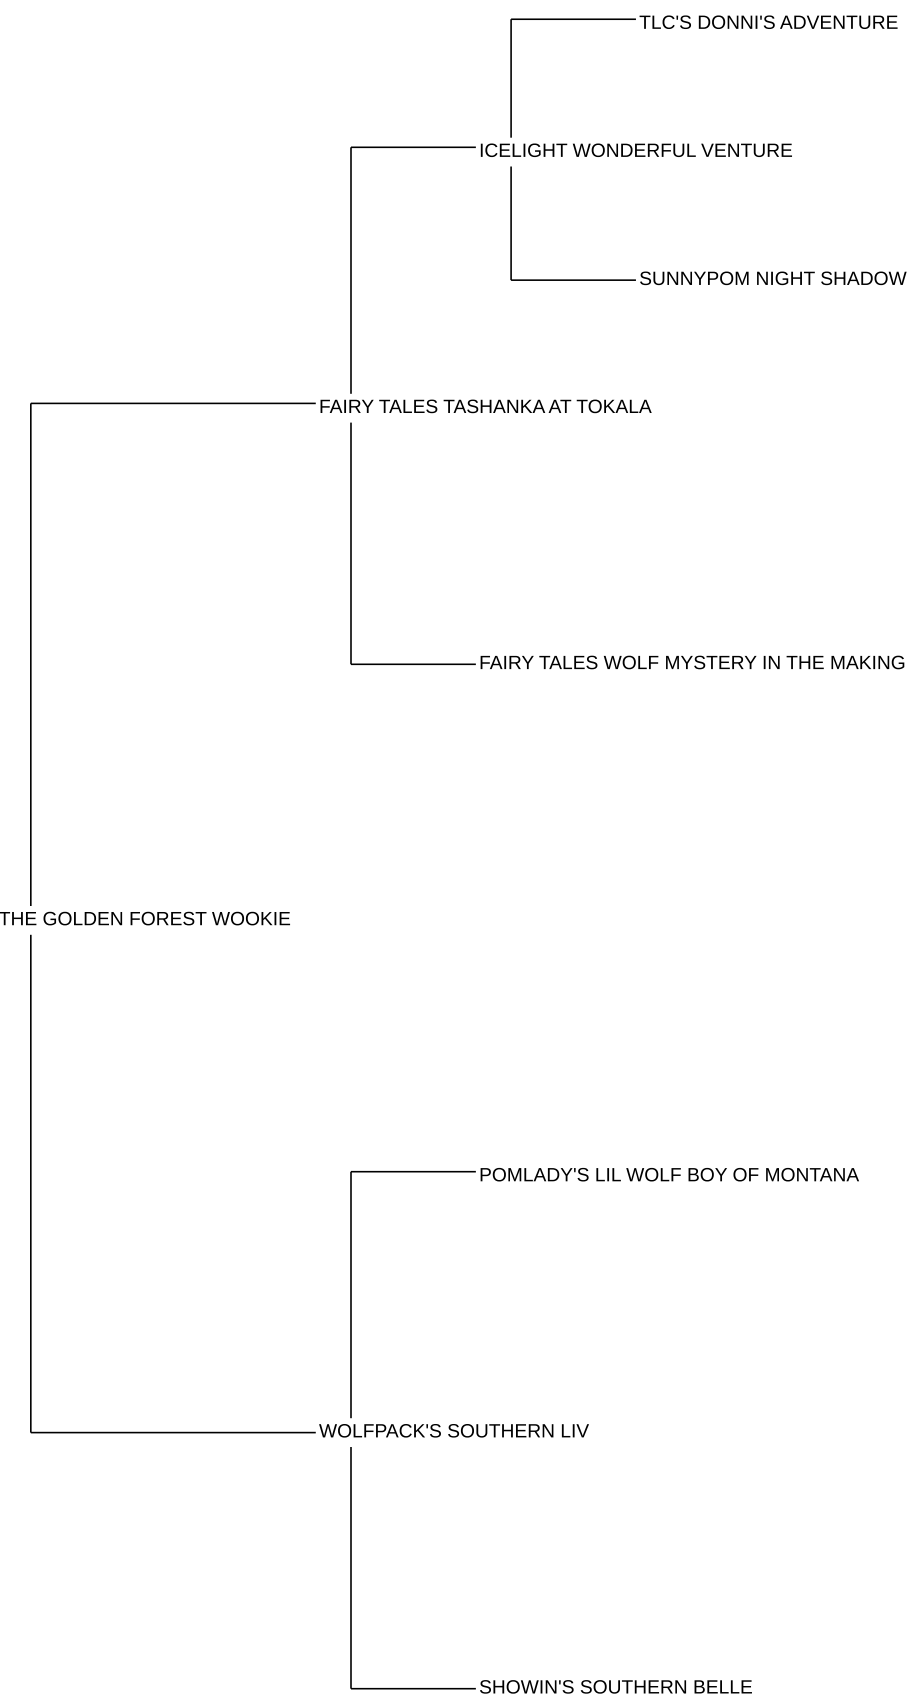 TLC'S DONNI'S ADVENTURE
ICELIGHT WONDERFUL VENTURE
SUNNYPOM NIGHT SHADOW
FAIRY TALES TASHANKA AT TOKALA
FAIRY TALES WOLF MYSTERY IN THE MAKING
THE GOLDEN FOREST WOOKIE
POMLADY'S LIL WOLF BOY OF MONTANA
WOLFPACK'S SOUTHERN LIV
SHOWIN'S SOUTHERN BELLE